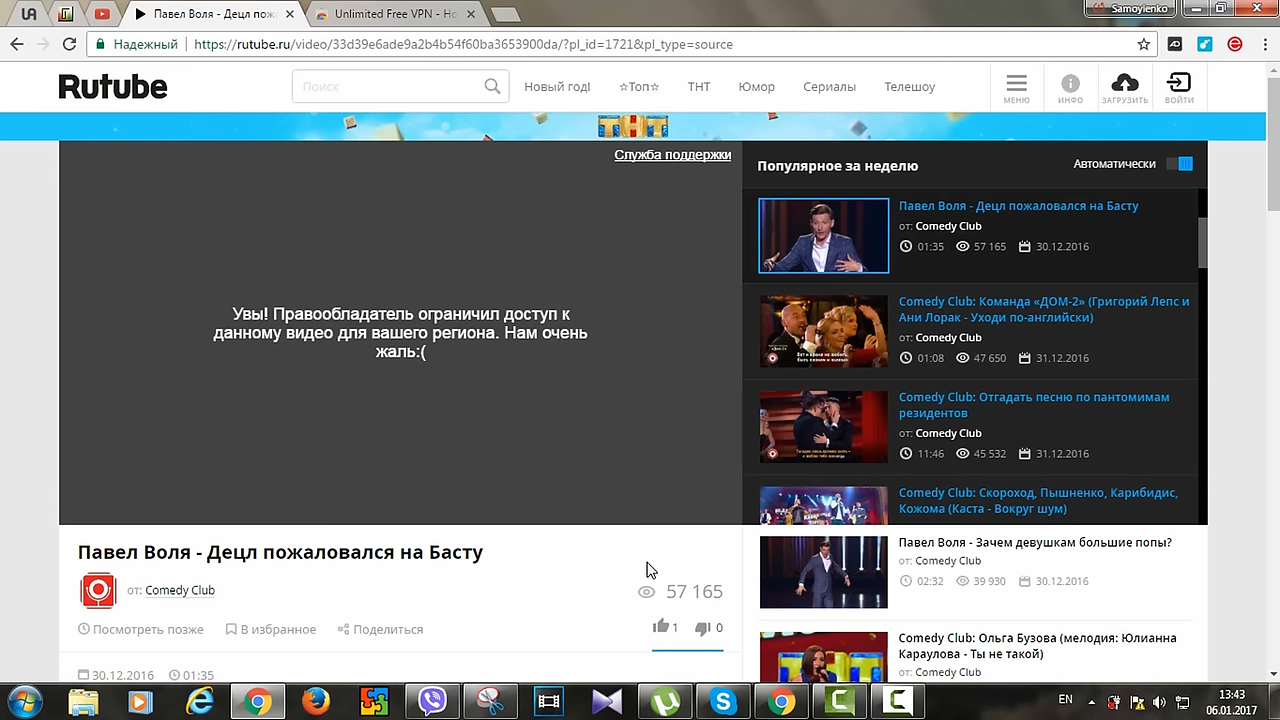 Samoylenko
UA
Павел Воля - Децл пож
Unlimited Free VPN - Ho
Надежный
https://rutube.ru/video/33d39e6ade9a2b4b54f60ba3653900da/?pl_id=1721&pl_type=source
Rutube
Поиск
Новый год!
☆Топ☆
ТНТ
Юмор
Сериалы
Телешоу
МЕНЮ
ИНФО
ЗАГРУЗИТЬ
ВОЙТИ
ТНТ
Служба поддержки
Увы! Правообладатель ограничил доступ к
данному видео для вашего региона. Нам очень
жаль:(
Популярное за неделю
Автоматически
Павел Воля - Децл пожаловался на Басту
от: Comedy Club
01:35 57 165 30.12.2016
Comedy Club: Команда «ДОМ-2» (Григорий Лепс и
Ани Лорак - Уходи по-английски)
от: Comedy Club
01:08 47 650 31.12.2016
Comedy Club: Отгадать песню по пантомимам
резидентов
от: Comedy Club
11:46 45 532 31.12.2016
Comedy Club: Скороход, Пышненко, Карибидис,
Кожома (Каста - Вокруг шум)
Павел Воля - Зачем девушкам большие попы?
от: Comedy Club
02:32 39 930 30.12.2016
Comedy Club: Ольга Бузова (мелодия: Юлианна
Караулова - Ты не такой)
от: Comedy Club
Павел Воля - Децл пожаловался на Басту
от: Comedy Club
57 165
Посмотреть позже
В избранное
Поделиться
1
0
30.12.2016
01:35
EN
13:43
06.01.2017